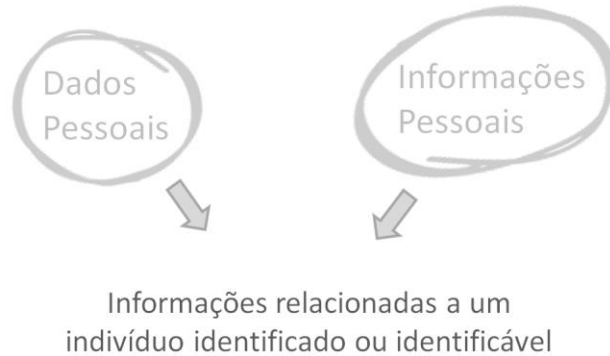 Dados
Pessoais
Informações
Pessoais
Informações relacionadas a um
indivíduo identificado ou identificável